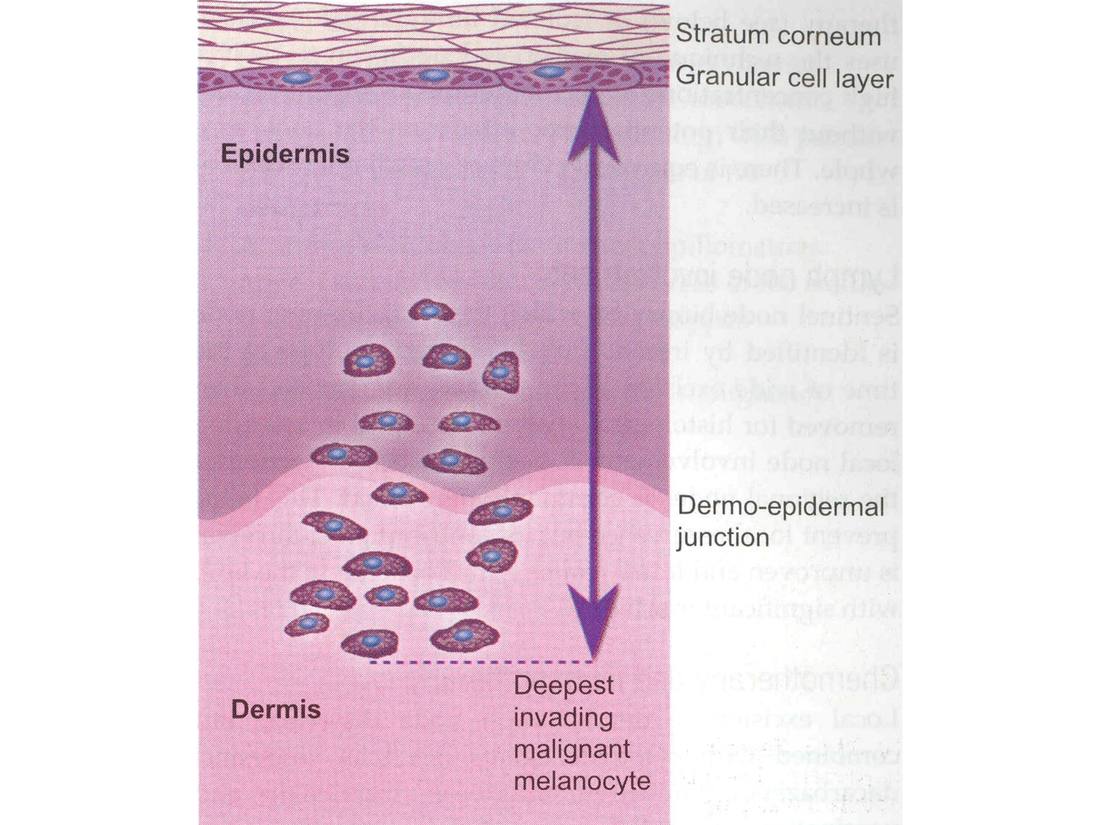 Stratum corneum
Granular cell layer
Epidermis
Dermo-epidermal
junction
Deepest
invading
malignant
melanocyte
Dermis